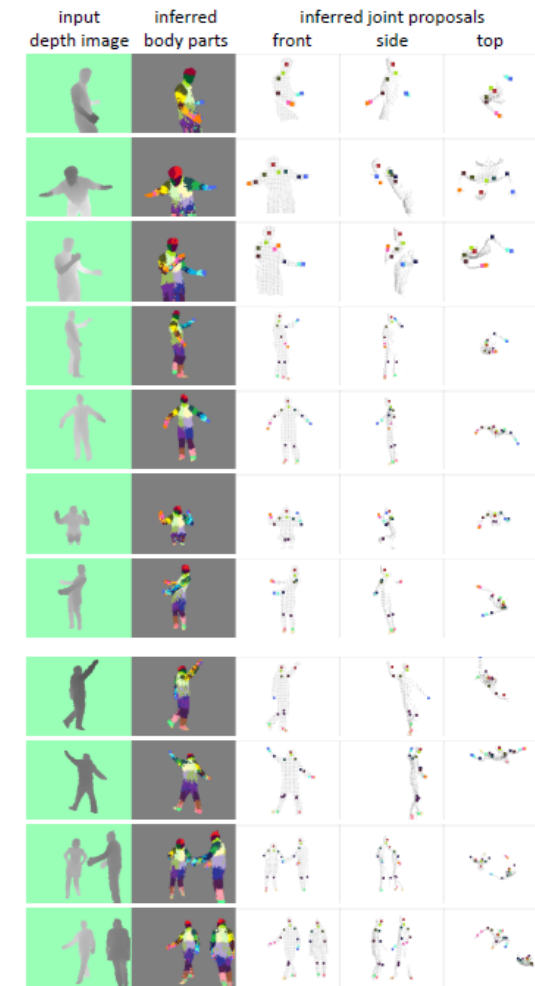 input inferred inferred joint proposals
depth image body parts front side top